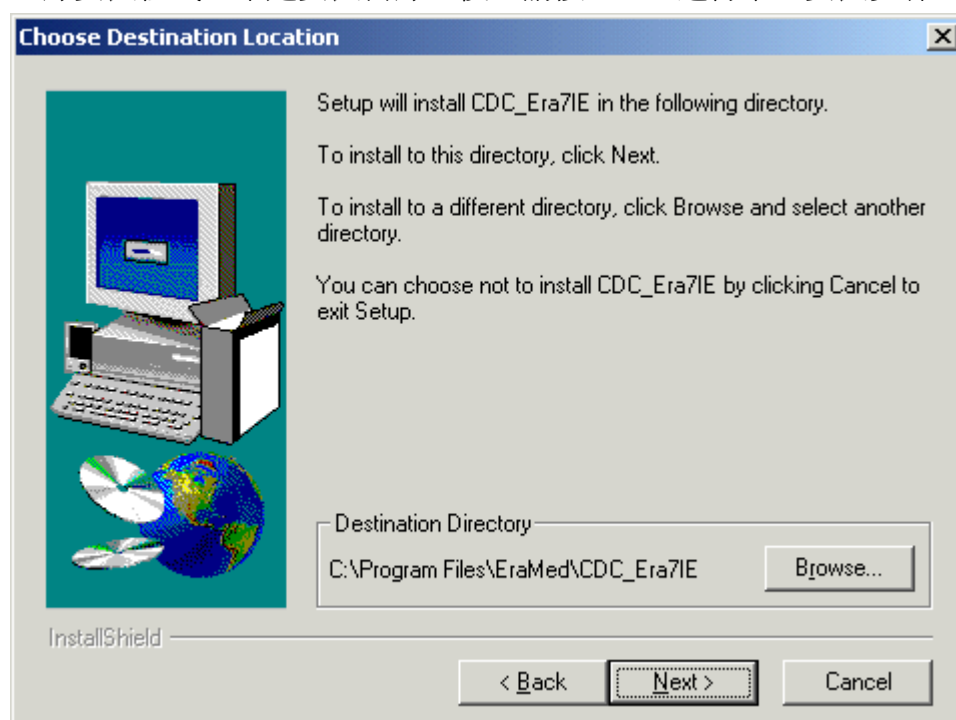 Choose Destination Location
Setup will install CDC_Era7IE in the following directory.
To install to this directory, click Next.
To install to a different directory, click Browse and select another
directory.
You can choose not to install CDC_Era7IE by clicking Cancel to
exit Setup.
Destination Directory
C:\Program Files\EraMed\CDC_Era7IE
Browse...
InstallShield
< Back
Next >
Cancel